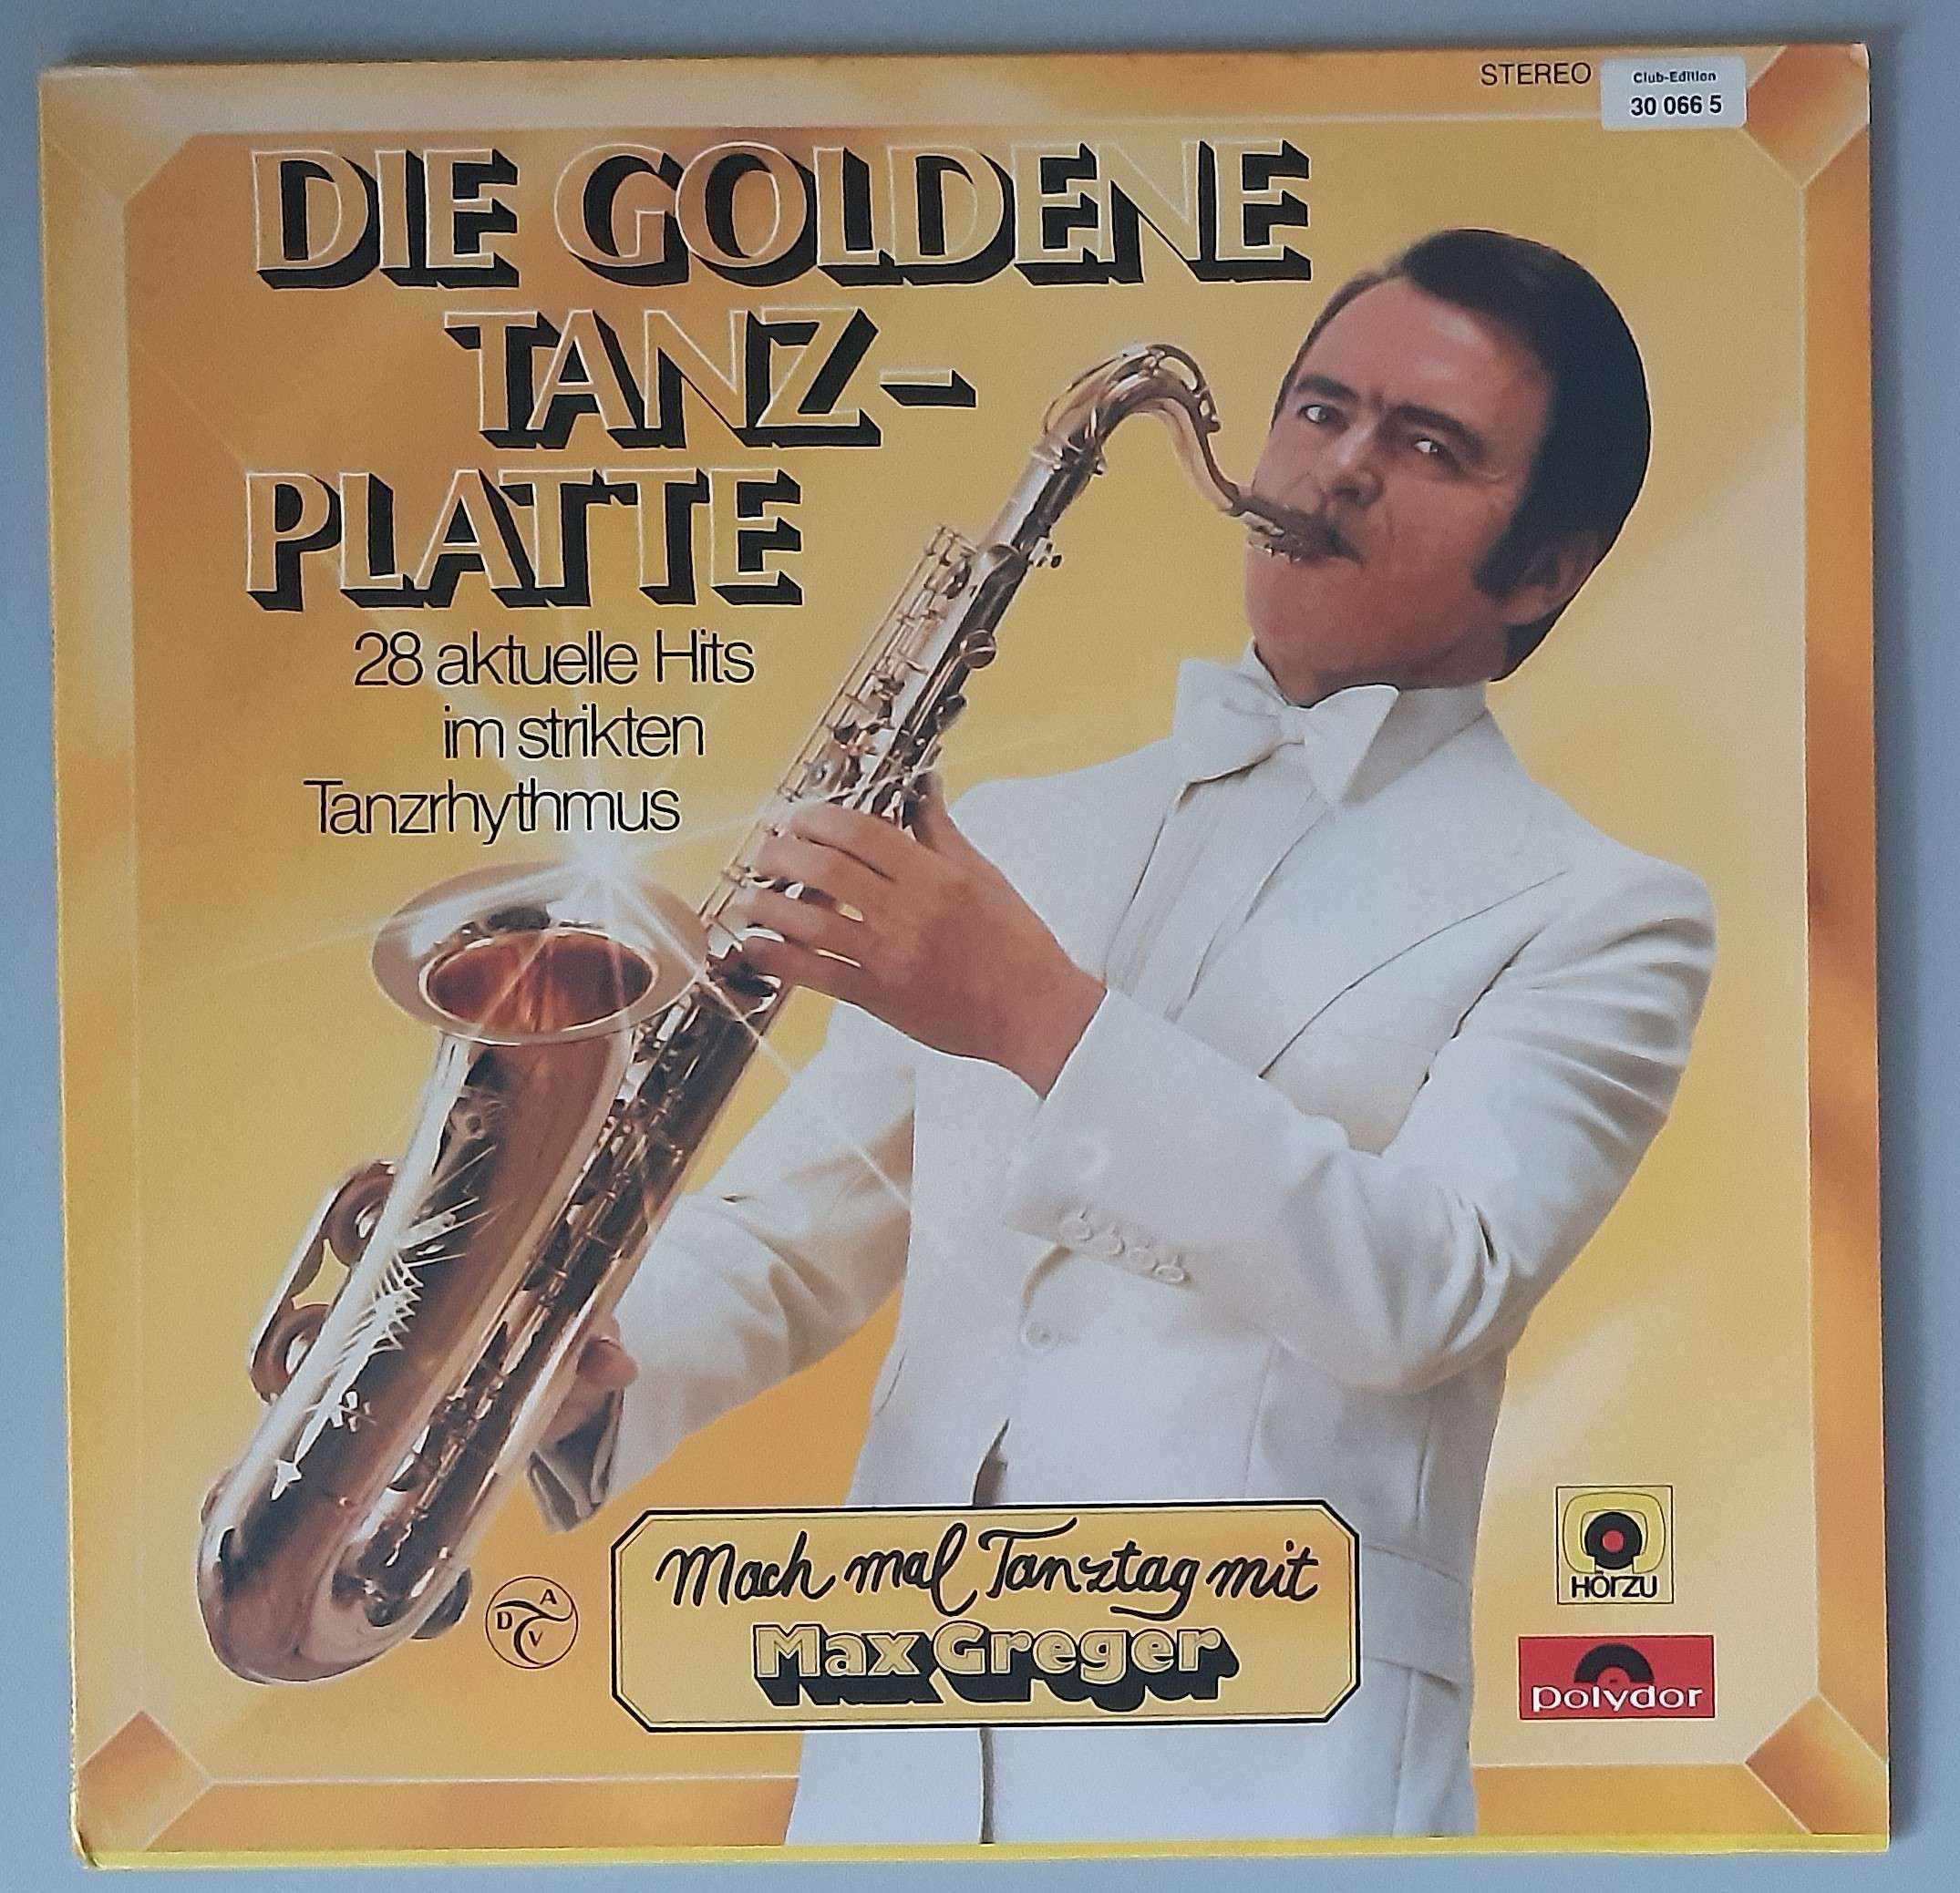 STEREO
Club-Edition
30 066 5
DIE GOLDENE
TANZ-
PLATTE
28 aktuelle Hits
im strikten
Tanzrhythmus
D A V
Mach mal Tanztag mit
Max Greger
HÖRZU
polydor